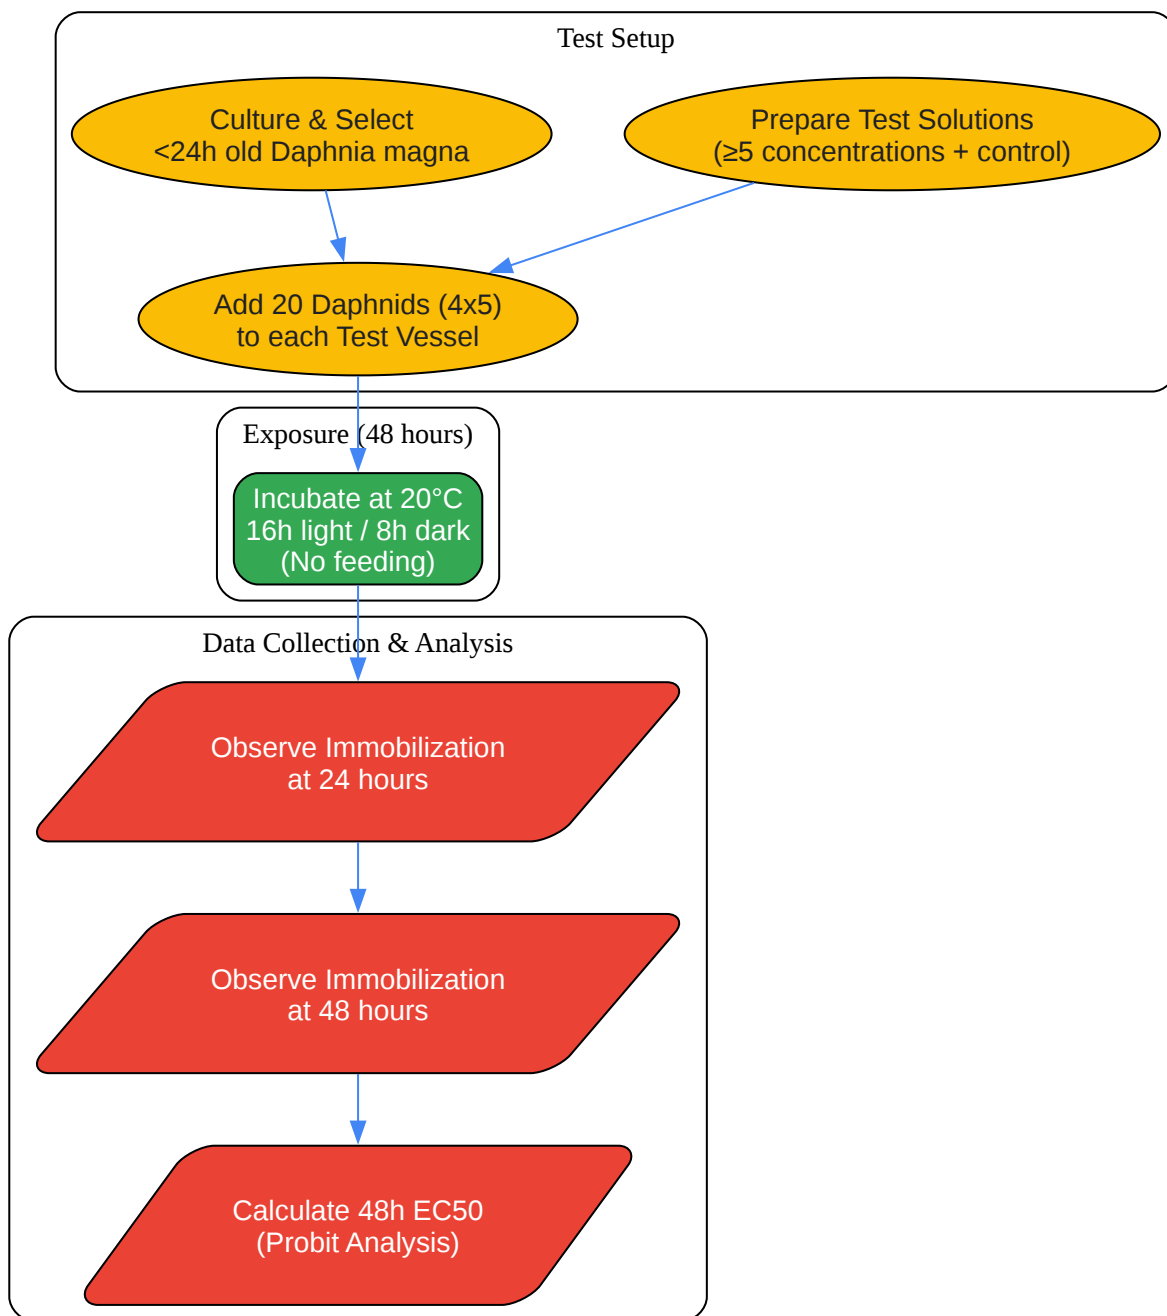 Test Setup
Culture & Select
<24h old Daphnia magna
Prepare Test Solutions
(≥5 concentrations + control)
Add 20 Daphnids (4x5)
to each Test Vessel
Exposure (48 hours)
Incubate at 20°C
16h light / 8h dark
(No feeding)
Data Collection & Analysis
Observe Immobilization
at 24 hours
Observe Immobilization
at 48 hours
Calculate 48h EC50
(Probit Analysis)